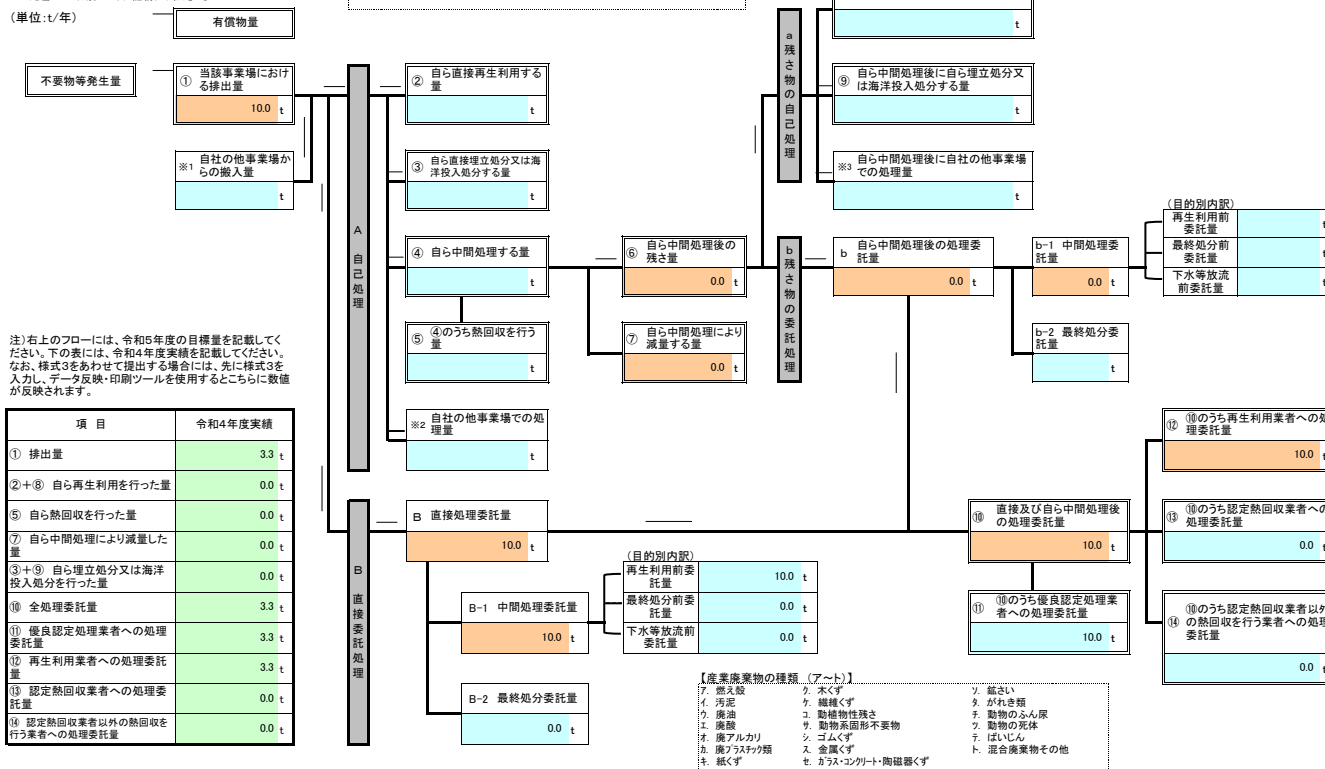 (単位:t/年)
有償物量
不要物等発生量
① 当該事業場におけ
る排出量
10.0 t
※1 自社の他事業場か
らの搬入量
t
A 自己処理
② 自ら直接再生利用する
量
t
③ 自ら直接埋立処分又は海
洋投入処分する量
t
④ 自ら中間処理する量
t
⑤ ④のうち熱回収を行う
量
t
※2 自社の他事業場での処
理量
t
⑥ 自ら中間処理後の
残さ量
0.0 t
⑦ 自ら中間処理により
減量する量
0.0 t
a 残さ物の自己処理
t
⑨ 自ら中間処理後に自ら埋立処分又
は海洋投入処分する量
t
※3 自ら中間処理後に自社の他事業場
での処理量
t
b 残さ物の委託処理
b 自ら中間処理後の処理委
託量
0.0 t
b-1 中間処理委
託量
0.0 t
b-2 最終処分委
託量
t
(目的別内訳)
再生利用前
委託量
t
最終処分前
委託量
t
下水等放流
前委託量
t
注)右上のフローには、令和5年度の目標量を記載してく
ださい。下の表には、令和4年度実績を記載してください。
なお、様式3をあわせて提出する場合には、先に様式3を
入力し、データ反映・印刷ツールを使用するとこちらに数値
が反映されます。
項 目 令和4年度実績
① 排出量 3.3 t
②+⑧ 自ら再生利用を行った量 0.0 t
⑤ 自ら熱回収を行った量 0.0 t
⑦ 自ら中間処理により減量した
量 0.0 t
③+⑨ 自ら埋立処分又は海洋
投入処分を行った量 0.0 t
⑩ 全処理委託量 3.3 t
⑪ 優良認定処理業者への処理
委託量 3.3 t
⑫ 再生利用業者への処理委託
量 3.3 t
⑬ 認定熱回収業者への処理委
託量 0.0 t
⑭ 認定熱回収業者以外の熱回収を
行う業者への処理委託量 0.0 t
B 直接委託処理
B 直接処理委託量
10.0 t
B-1 中間処理委託量
10.0 t
B-2 最終処分委託量
0.0 t
(目的別内訳)
再生利用前委
託量 10.0 t
最終処分前委
託量 0.0 t
下水等放流前
委託量 0.0 t
⑩ 直接及び自ら中間処理後
の処理委託量
10.0 t
⑪ ⑩のうち優良認定処理業
者への処理委託量
10.0 t
⑫ ⑩のうち再生利用業者への処
理委託量
10.0 t
⑬ ⑩のうち認定熱回収業者への
処理委託量
0.0 t
⑭ ⑩のうち認定熱回収業者以外
の熱回収を行う業者への処理
委託量
0.0 t
【産業廃棄物の種類 (ア~ト)】
ア. 燃え殻 ク. 木くず ソ. 鉱さい
イ. 汚泥 ケ. 繊維くず タ. がれき類
ウ. 廃油 コ. 動植物性残さ チ. 動物のふん尿
エ. 廃酸 サ. 動物系固形不要物 ツ. 動物の死体
オ. 廃アルカリ シ. ゴムくず テ. ばいじん
カ. 廃プラスチック類 ス. 金属くず ト. 混合廃棄物その他
キ. 紙くず セ. ガラス・コンクリート・陶磁器くず